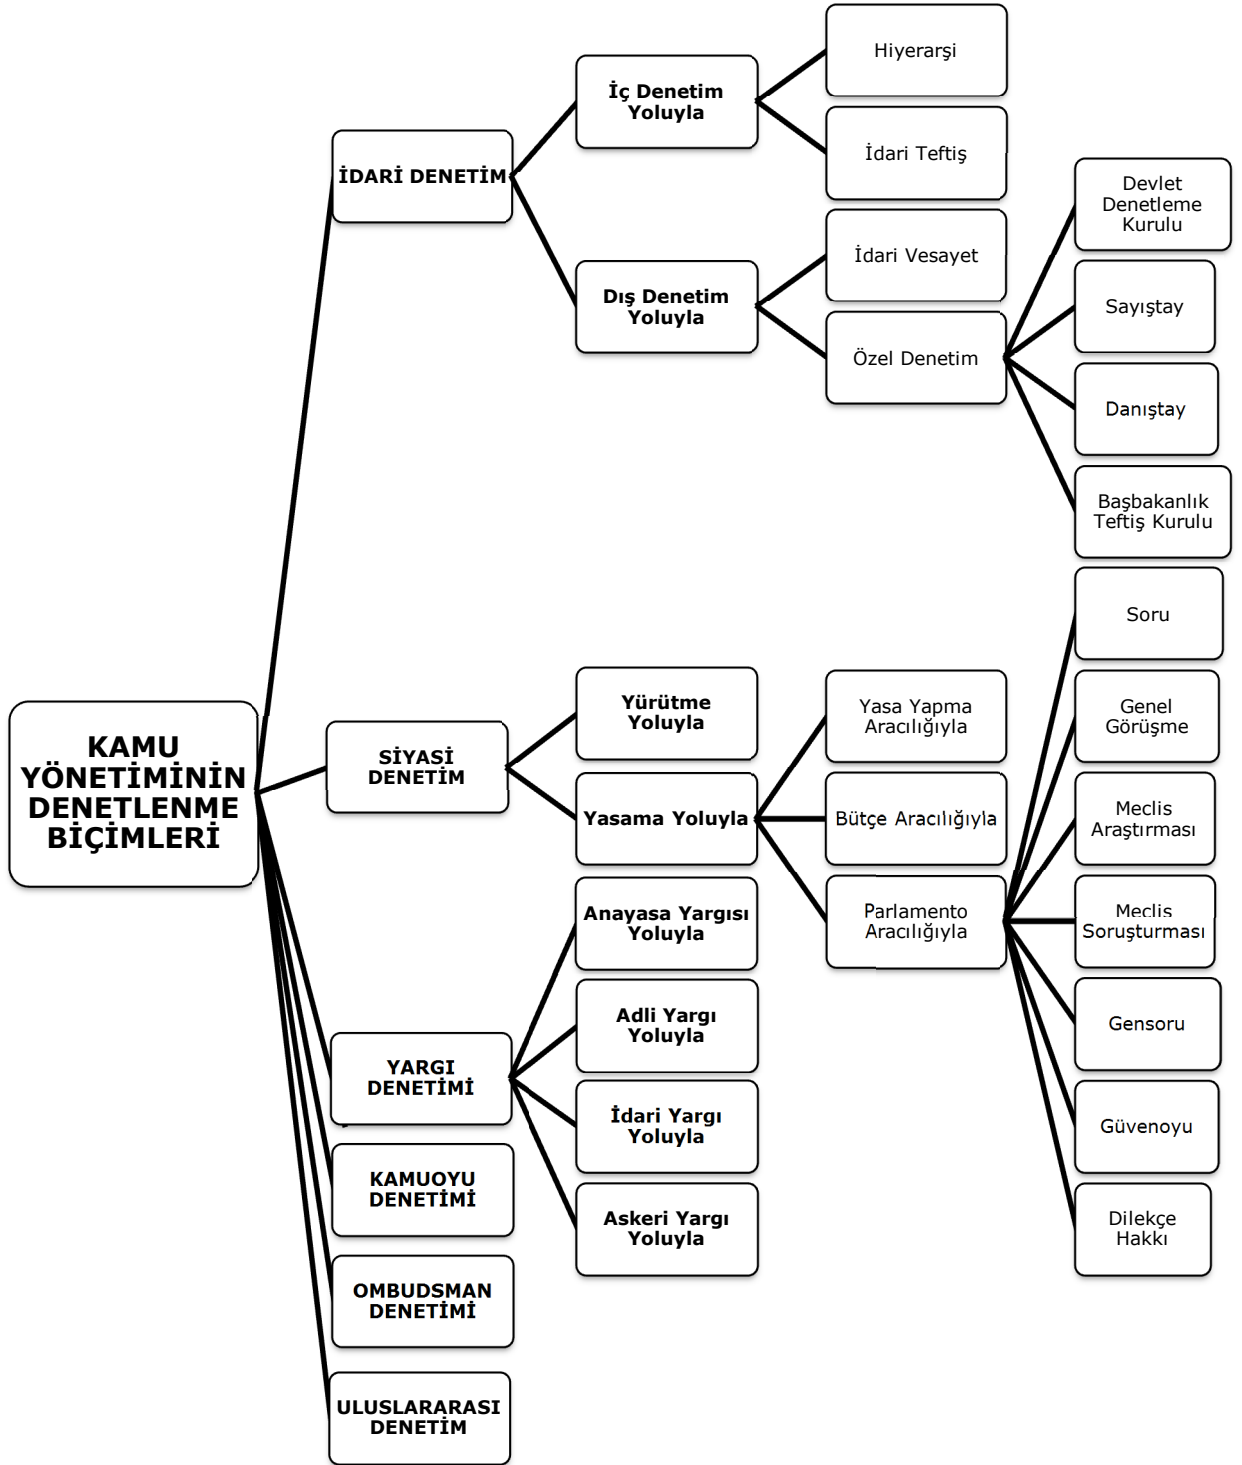 KAMU
YÖNETİMİNİN
DENETLENME
BİÇİMLERİ
İDARİ DENETİM
İç Denetim
Yoluyla
Hiyerarşi
İdari Teftiş
Dış Denetim
Yoluyla
İdari Vesayet
Özel Denetim
Devlet
Denetleme
Kurulu
Sayıştay
Danıştay
Başbakanlık
Teftiş Kurulu
SİYASİ
DENETİM
Yürütme
Yoluyla
Yasama Yoluyla
Yasa Yapma
Aracılığıyla
Bütçe Aracılığıyla
Parlamento
Aracılığıyla
Soru
Genel
Görüşme
Meclis
Araştırması
Meclis
Soruşturması
Gensoru
Güvenoyu
Dilekçe
Hakkı
YARGI
DENETİMİ
Anayasa Yargısı
Yoluyla
Adli Yargı
Yoluyla
İdari Yargı
Yoluyla
Askeri Yargı
Yoluyla
KAMUOYU
DENETİMİ
OMBUDSMAN
DENETİMİ
ULUSLARARASI
DENETİM